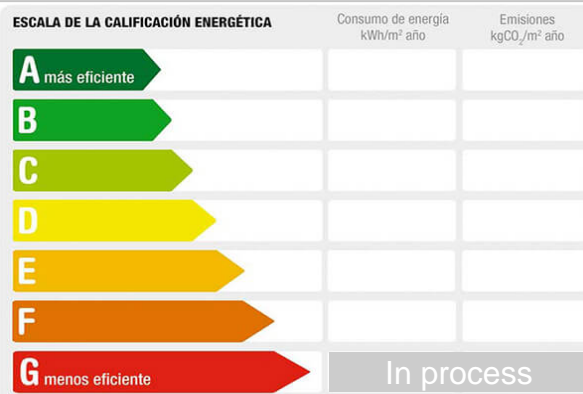 ESCALA DE LA CALIFICACIÓN ENERGÉTICA
Consumo de energía
kWh/m² año
Emisiones
kgCO₂/m² año
A más eficiente
B
C
D
E
F
G menos eficiente
In process